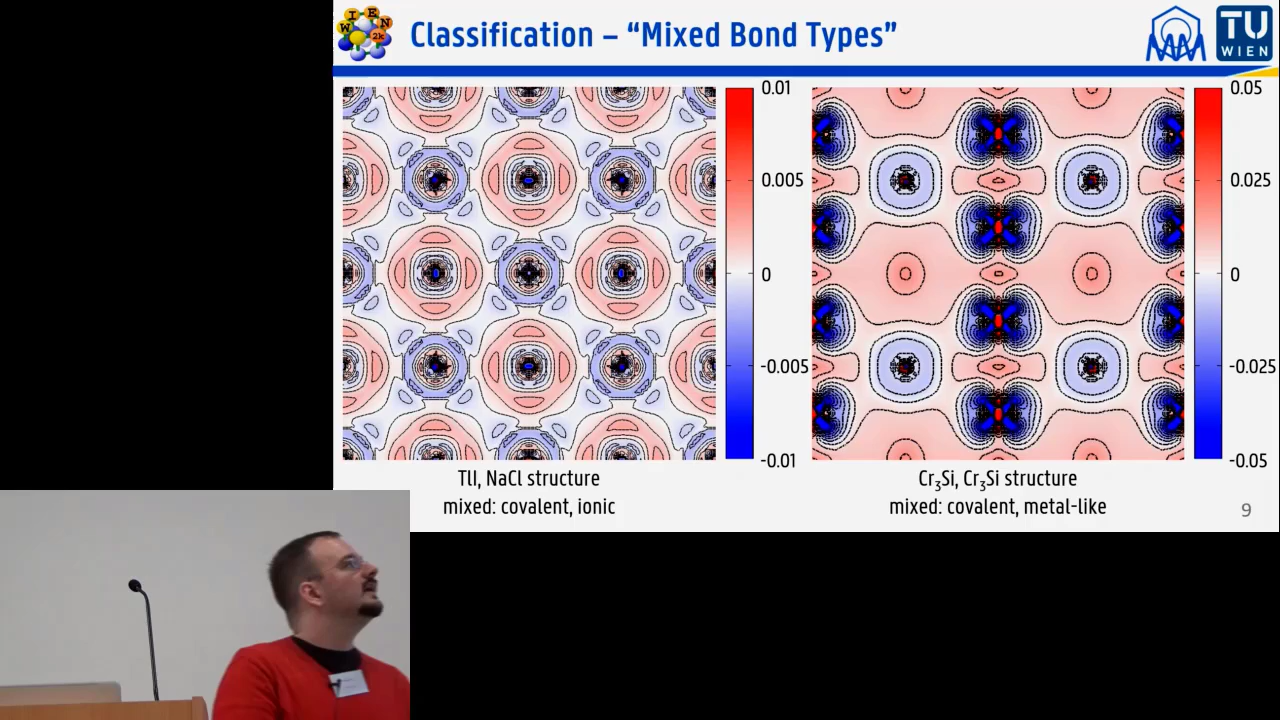 WIEN
2k
Classification – “Mixed Bond Types”
TU
WIEN
0.01
0.005
0
-0.005
-0.01
0.05
0.025
0
-0.025
-0.05
TlI, NaCl structure
mixed: covalent, ionic
Cr₃Si, Cr₃Si structure
mixed: covalent, metal-like
9